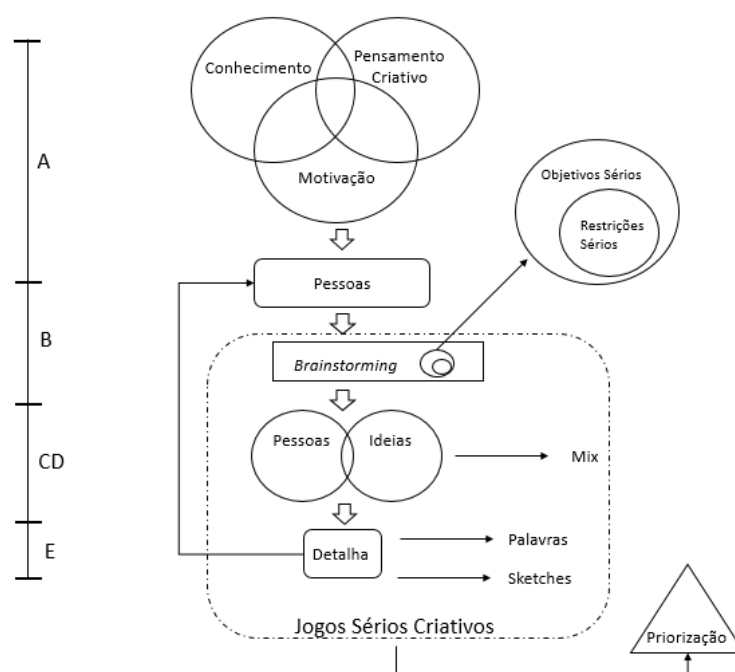 Conhecimento
Pensamento
Criativo
Motivação
A
Objetivos Sérios
Restrições
Sérios
Pessoas
B
Brainstorming
Pessoas
Ideias
CD
Mix
E
Detalha
Palavras
Sketches
Jogos Sérios Criativos
Priorização